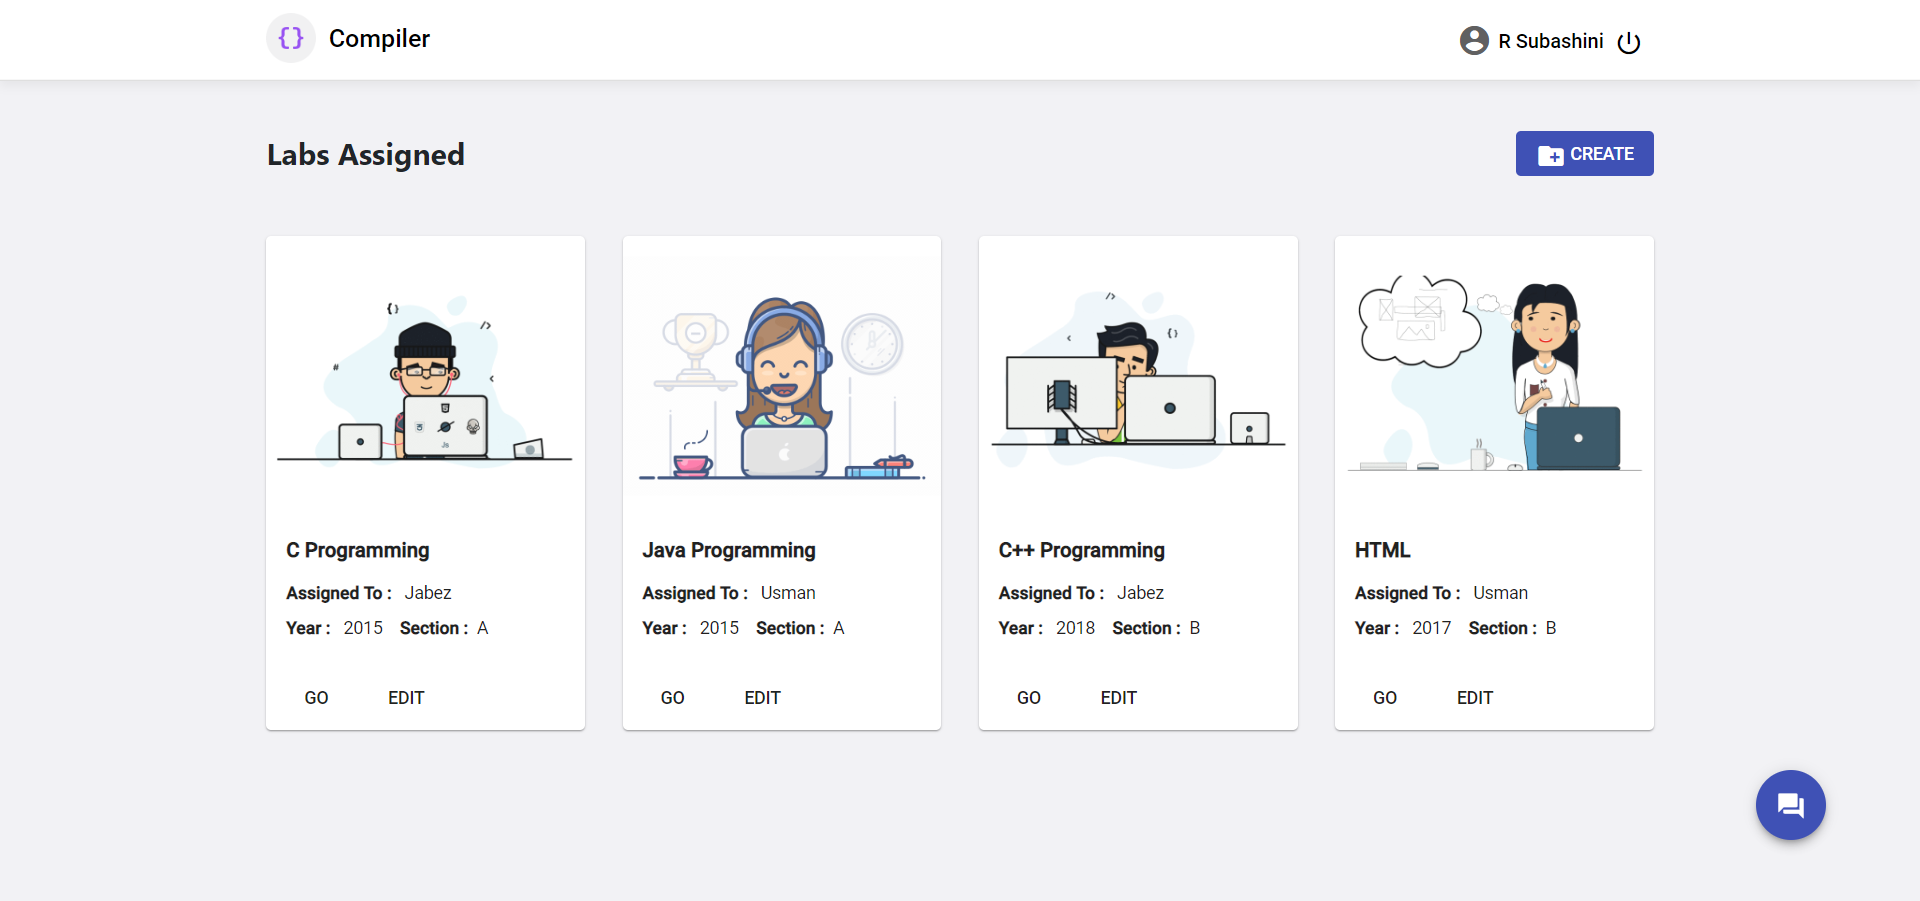 {} Compiler
R Subashini
Labs Assigned
CREATE
{}
/>
#
<
JS
C Programming
Assigned To : Jabez
Year : 2015 Section : A
GO EDIT
Java Programming
Assigned To : Usman
Year : 2015 Section : A
GO EDIT
/>
{}
<
C++ Programming
Assigned To : Jabez
Year : 2018 Section : B
GO EDIT
HTML
Assigned To : Usman
Year : 2017 Section : B
GO EDIT